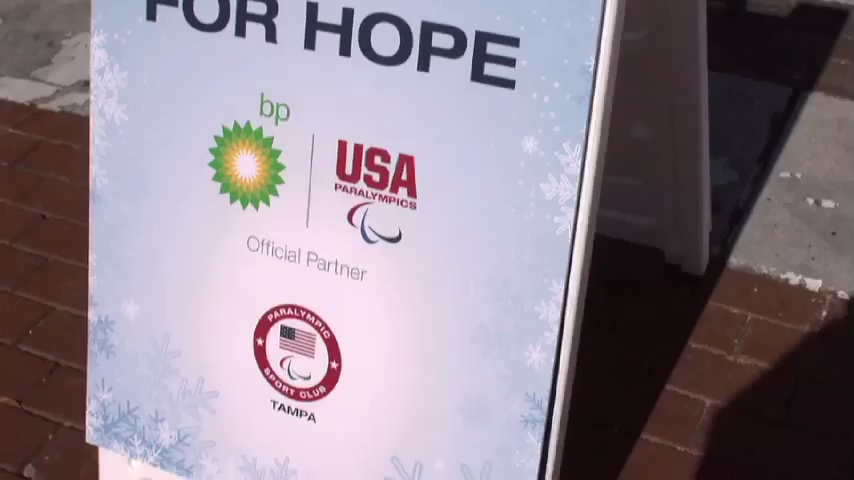 FOR HOPE
bp
USA
PARALYMPICS
Official Partner
PARALYMPIC
SPORT CLUB
TAMPA